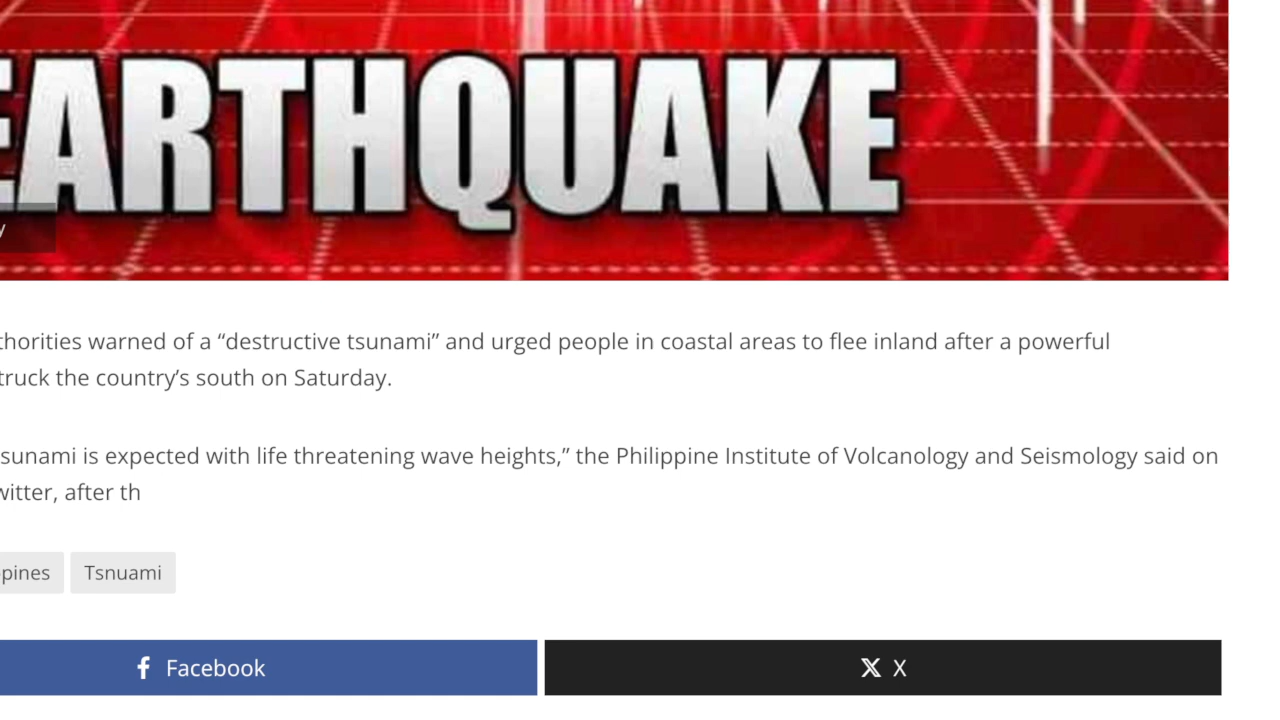 EARTHQUAKE
y
thorities warned of a “destructive tsunami” and urged people in coastal areas to flee inland after a powerful
truck the country’s south on Saturday.
sunami is expected with life threatening wave heights,” the Philippine Institute of Volcanology and Seismology said on
witter, after th
pines Tsnuami
Facebook X